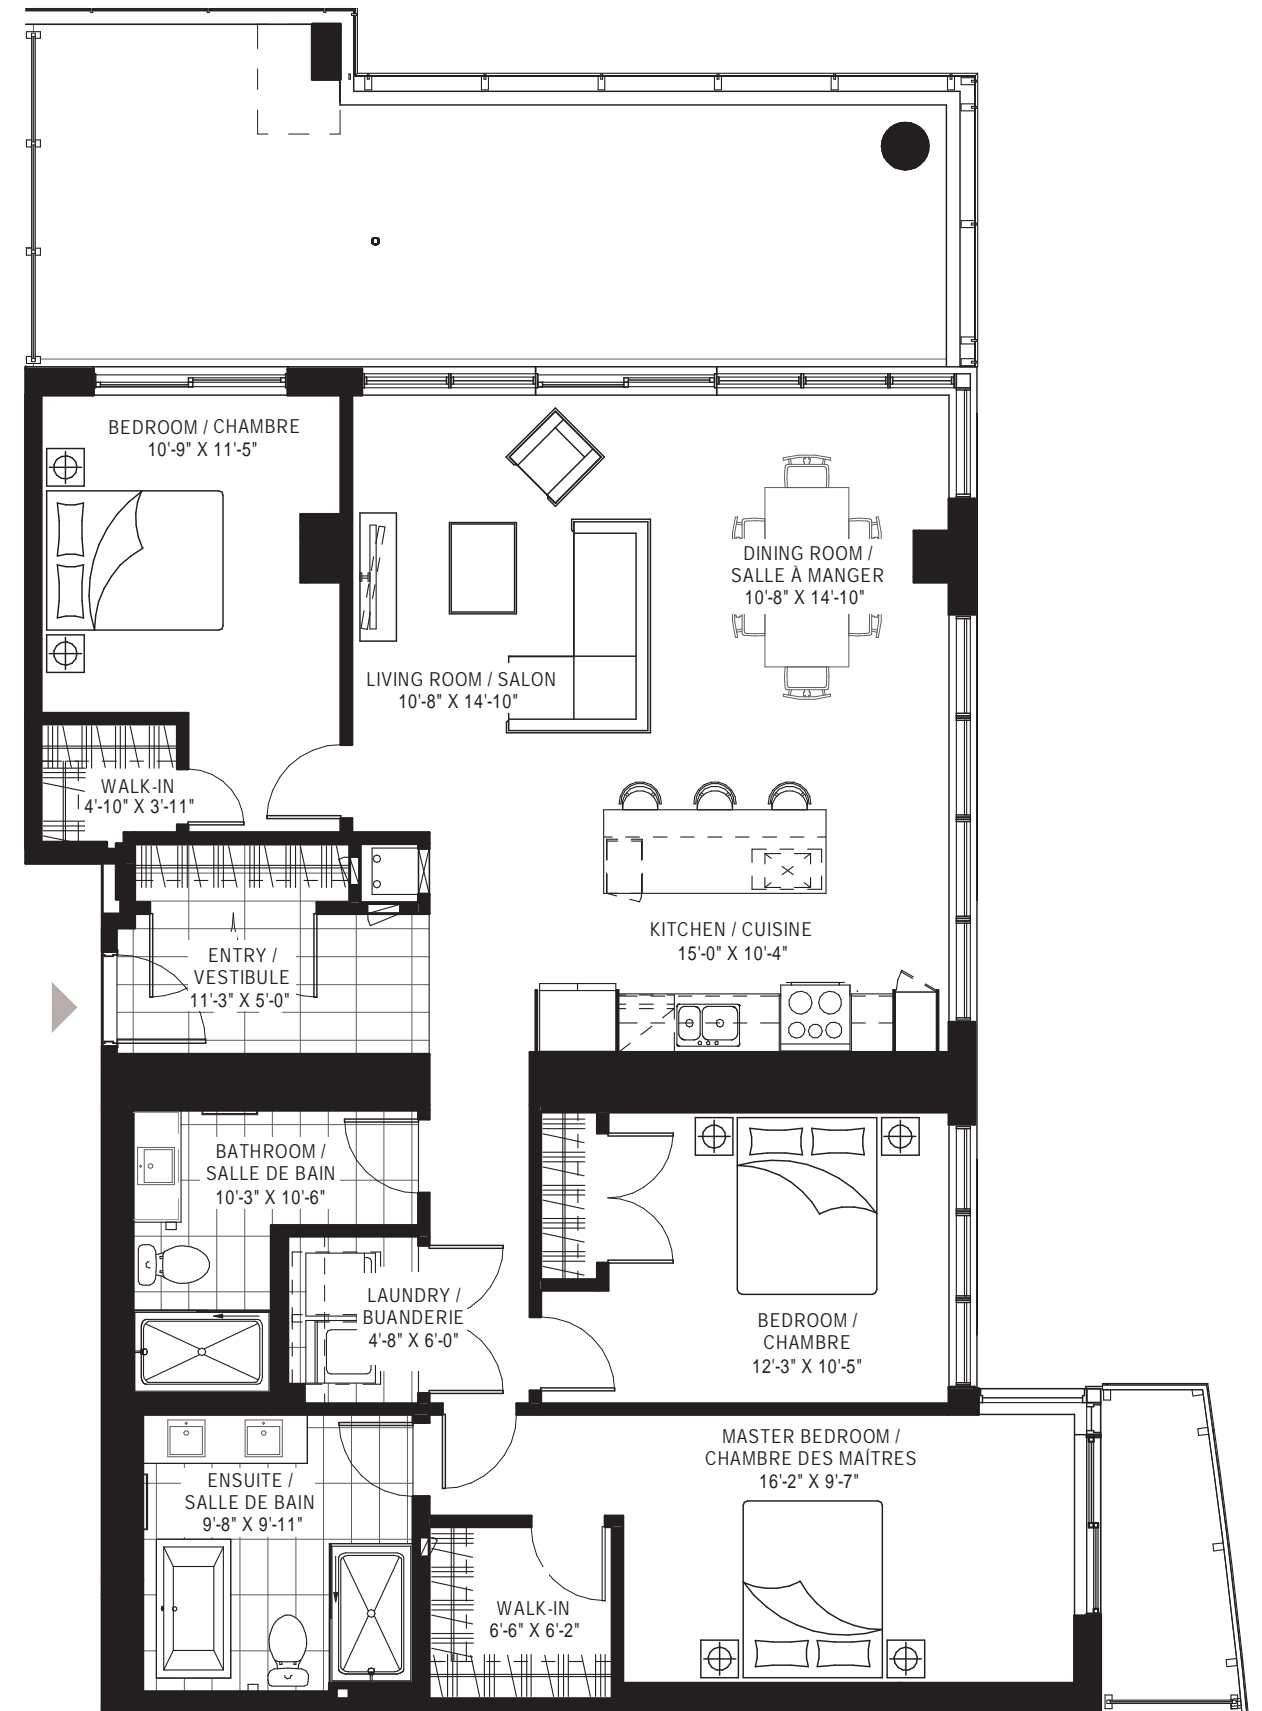 BEDROOM / CHAMBRE
10'-9" X 11'-5"
DINING ROOM /
SALLE À MANGER
10'-8" X 14'-10"
LIVING ROOM / SALON
10'-8" X 14'-10"
WALK-IN
4'-10" X 3'-11"
KITCHEN / CUISINE
15'-0" X 10'-4"
ENTRY /
VESTIBULE
11'-3" X 5'-0"
BATHROOM /
SALLE DE BAIN
10'-3" X 10'-6"
LAUNDRY /
BUANDERIE
4'-8" X 6'-0"
BEDROOM /
CHAMBRE
12'-3" X 10'-5"
MASTER BEDROOM /
CHAMBRE DES MAÍTRES
16'-2" X 9'-7"
ENSUITE /
SALLE DE BAIN
9'-8" X 9'-11"
WALK-IN
6'-6" X 6'-2"